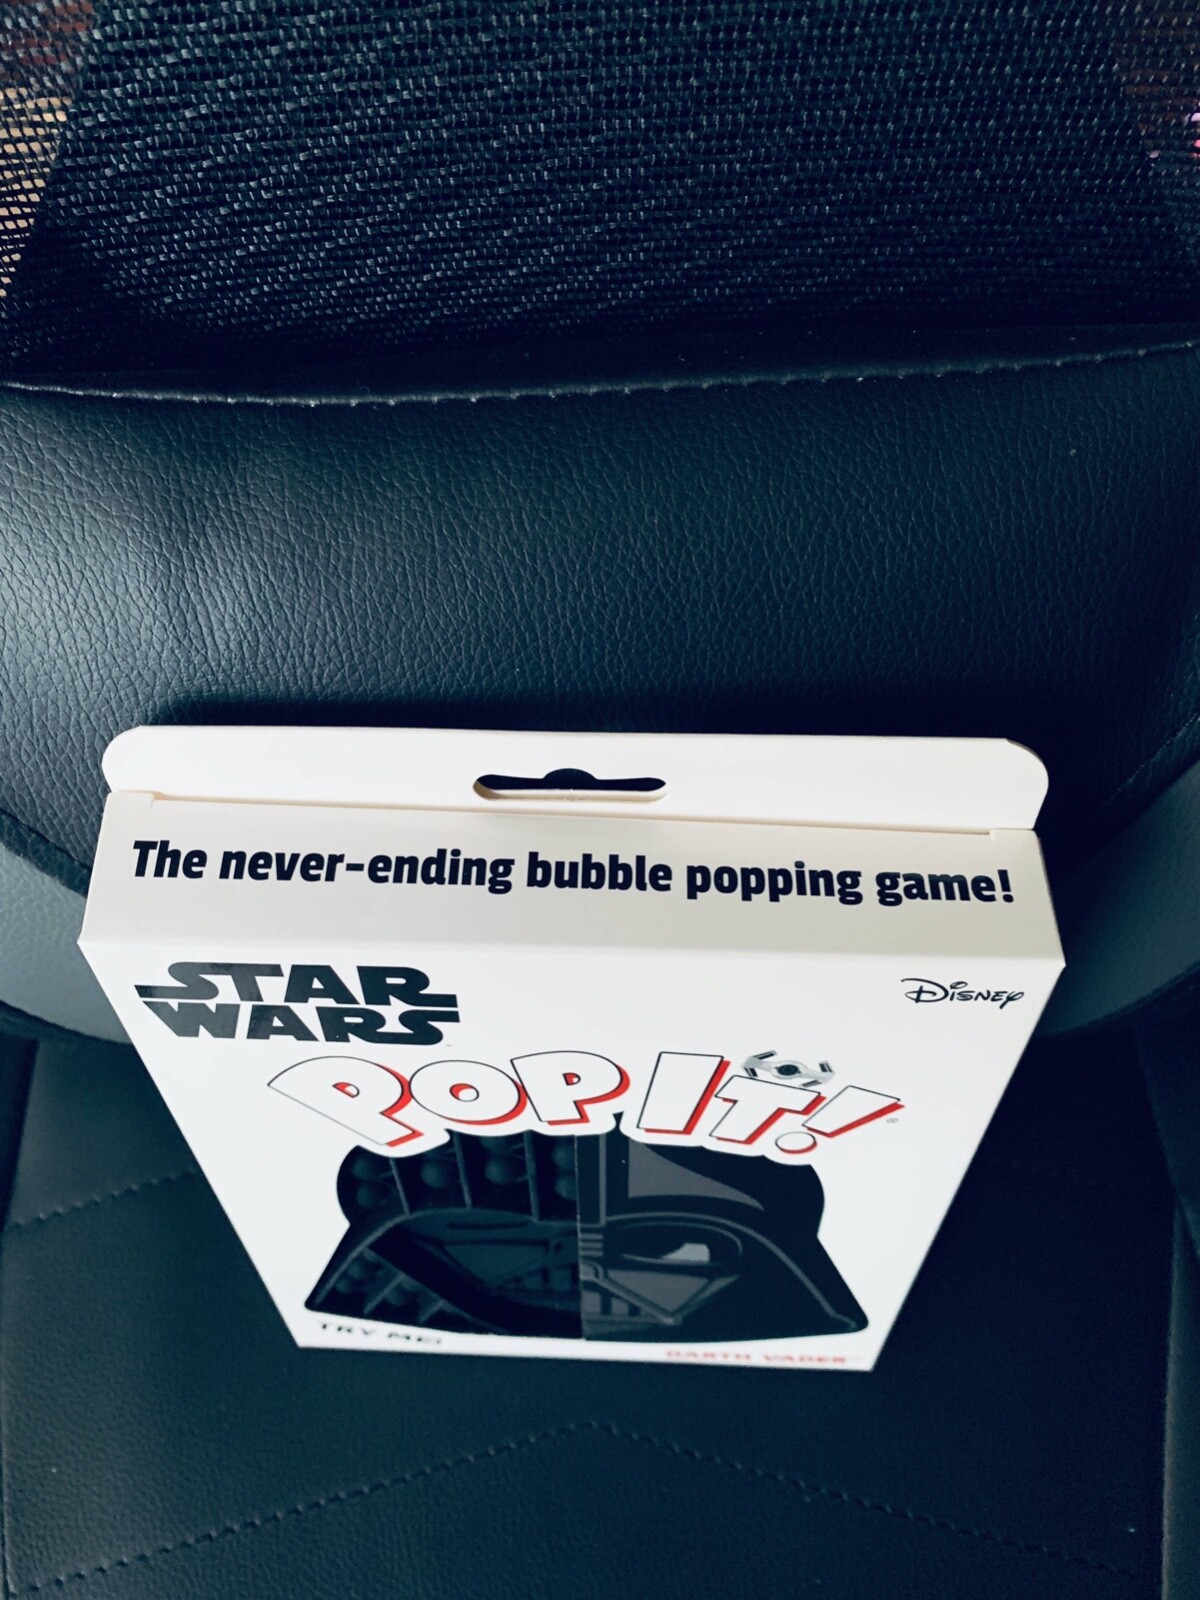 The never-ending bubble popping game!
STAR
WARS
DISNEY
POP IT!
TRY ME!
DARTH VADER